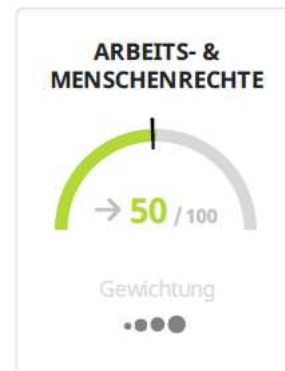 ARBEITS- &
MENSCHENRECHTE
→ 50 / 100
Gewichtung